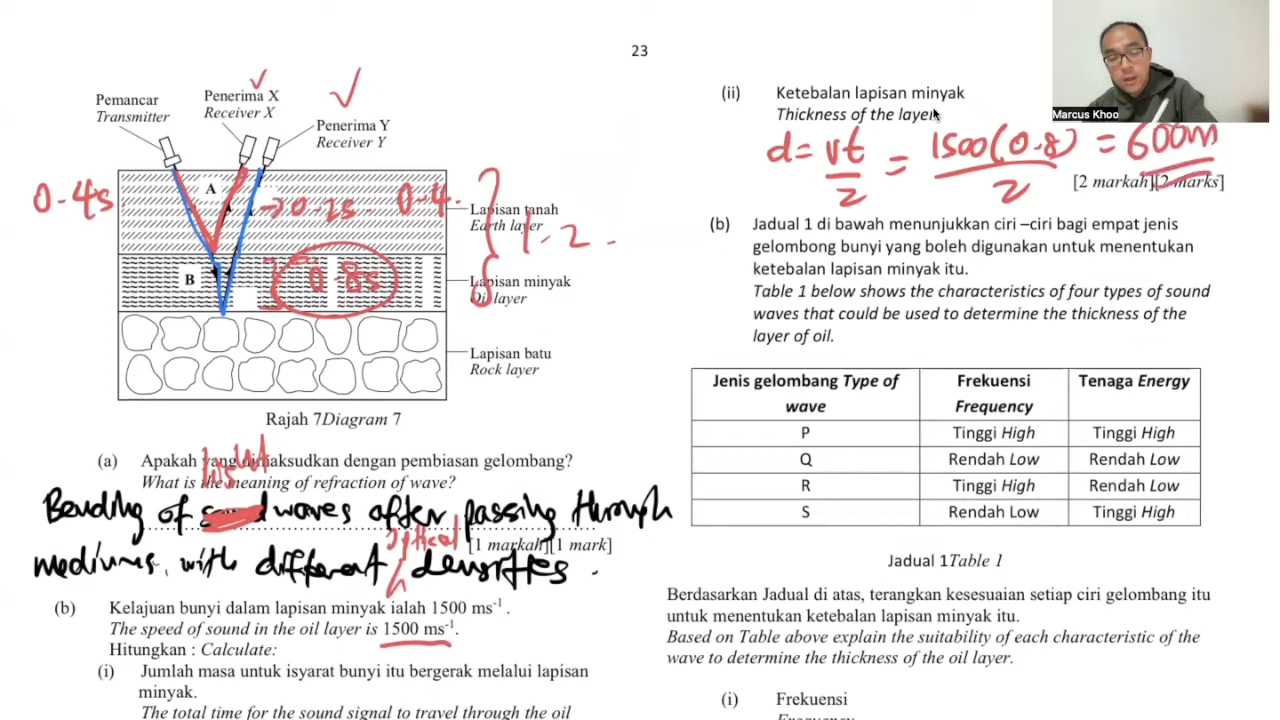 23
Pemancar
Transmitter
Penerima X
Receiver X
Penerima Y
Receiver Y
0.4s
A
0.4
Lapisan tanah
Earth layer
1.2
B
0.8s
Lapisan minyak
Oil layer
Lapisan batu
Rock layer
Rajah 7Diagram 7
(a) Apakah yang dimaksudkan dengan pembiasan gelombang?
What is the meaning of refraction of wave?
Bending of waves after passing through
[1 markah][1 mark]
optical
mediums with different densities.
(b) Kelajuan bunyi dalam lapisan minyak ialah 1500 ms-1 .
The speed of sound in the oil layer is 1500 ms-1.
Hitungkan : Calculate:
(i) Jumlah masa untuk isyarat bunyi itu bergerak melalui lapisan
minyak.
The total time for the sound signal to travel through the oil
(ii) Ketebalan lapisan minyak
Thickness of the layer
Marcus Khoo
d = vt/2 = 1500(0.8)/2 = 600m
[2 markah][2 marks]
(b) Jadual 1 di bawah menunjukkan ciri –ciri bagi empat jenis
gelombang bunyi yang boleh digunakan untuk menentukan
ketebalan lapisan minyak itu.
Table 1 below shows the characteristics of four types of sound
waves that could be used to determine the thickness of the
layer of oil.
Jenis gelombang Type of wave Frekuensi Frequency Tenaga Energy
P Tinggi High Tinggi High
Q Rendah Low Rendah Low
R Tinggi High Rendah Low
S Rendah Low Tinggi High
Jadual 1Table 1
Berdasarkan Jadual di atas, terangkan kesesuaian setiap ciri gelombang itu
untuk menentukan ketebalan lapisan minyak itu.
Based on Table above explain the suitability of each characteristic of the
wave to determine the thickness of the oil layer.
(i) Frekuensi
Frequency